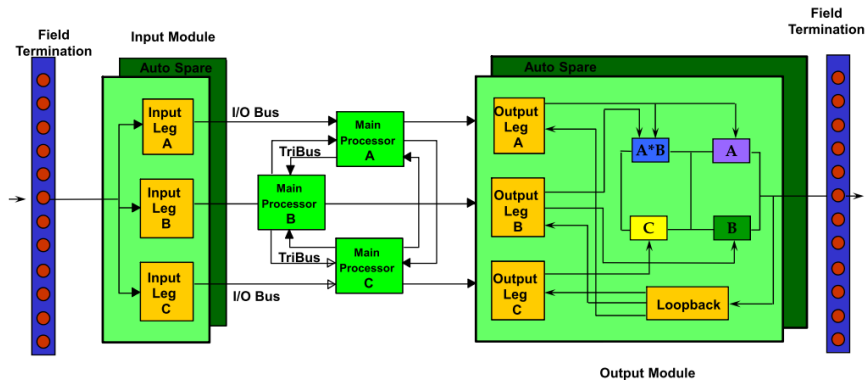 Field
Termination
Input Module
Auto Spare
Input
Leg
A
Input
Leg
B
Input
Leg
C
I/O Bus
TriBus
Main
Processor
A
Main
Processor
B
Main
Processor
C
TriBus
I/O Bus
Auto Spare
Output
Leg
A
Output
Leg
B
Output
Leg
C
A*B
A
C
B
Loopback
Output Module
Field
Termination